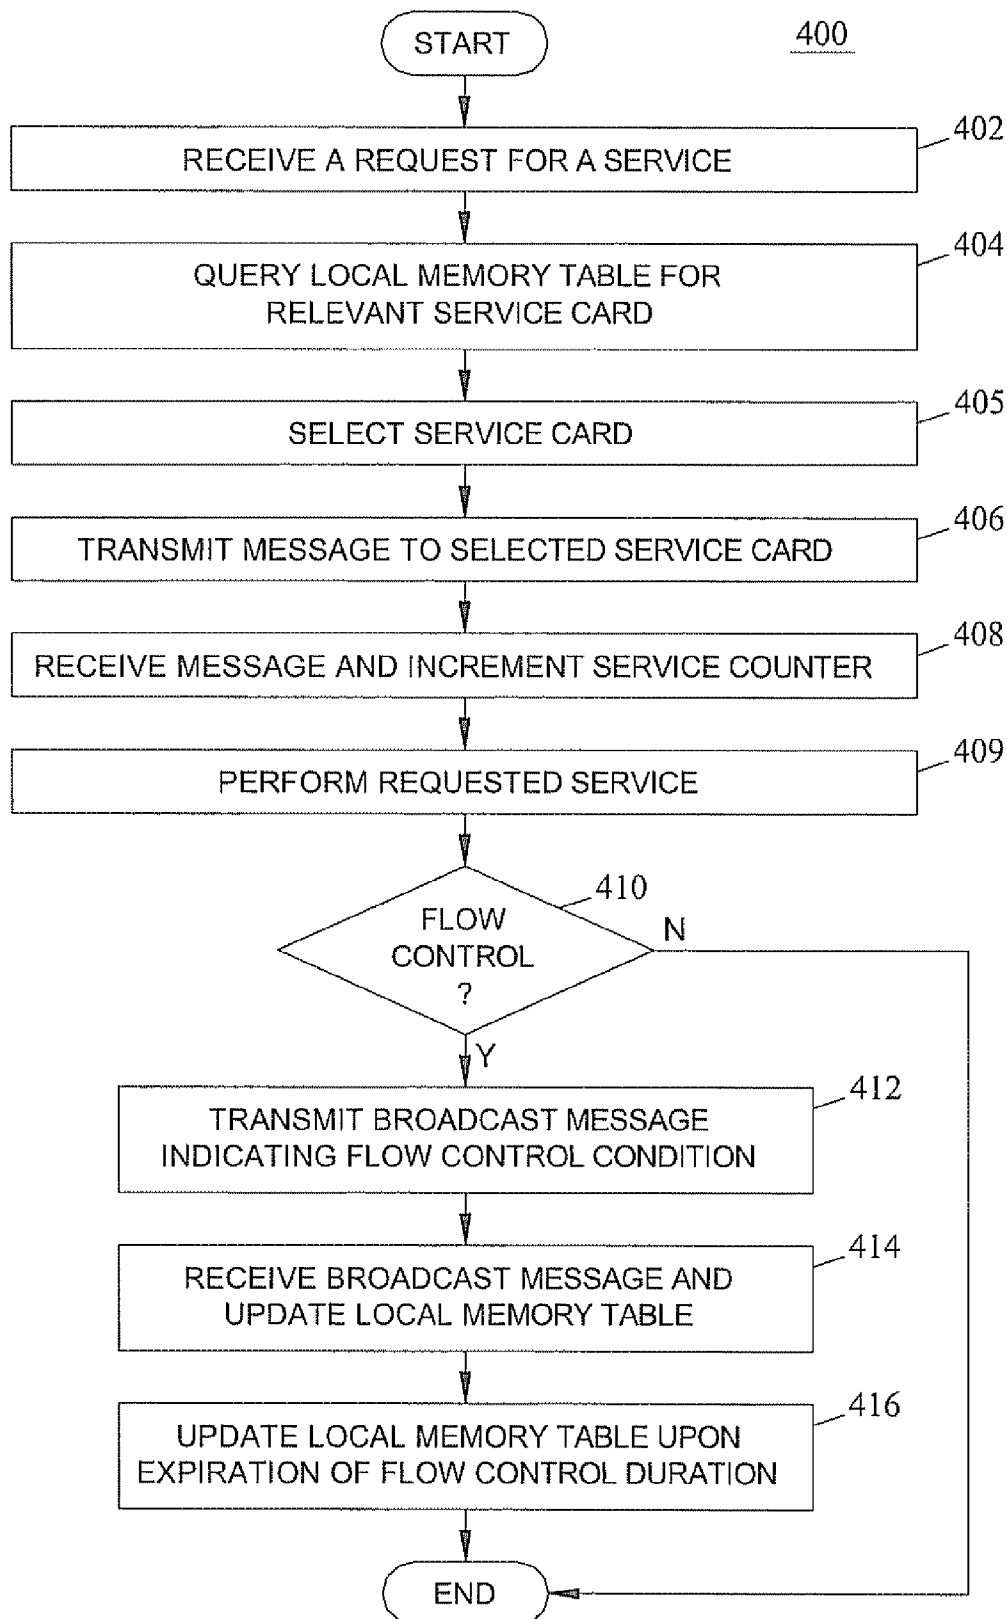 START
400
402
RECEIVE A REQUEST FOR A SERVICE
404
QUERY LOCAL MEMORY TABLE FOR
RELEVANT SERVICE CARD
405
SELECT SERVICE CARD
406
TRANSMIT MESSAGE TO SELECTED SERVICE CARD
408
RECEIVE MESSAGE AND INCREMENT SERVICE COUNTER
409
PERFORM REQUESTED SERVICE
410
FLOW
CONTROL
?
N
Y
412
TRANSMIT BROADCAST MESSAGE
INDICATING FLOW CONTROL CONDITION
414
RECEIVE BROADCAST MESSAGE AND
UPDATE LOCAL MEMORY TABLE
416
UPDATE LOCAL MEMORY TABLE UPON
EXPIRATION OF FLOW CONTROL DURATION
END